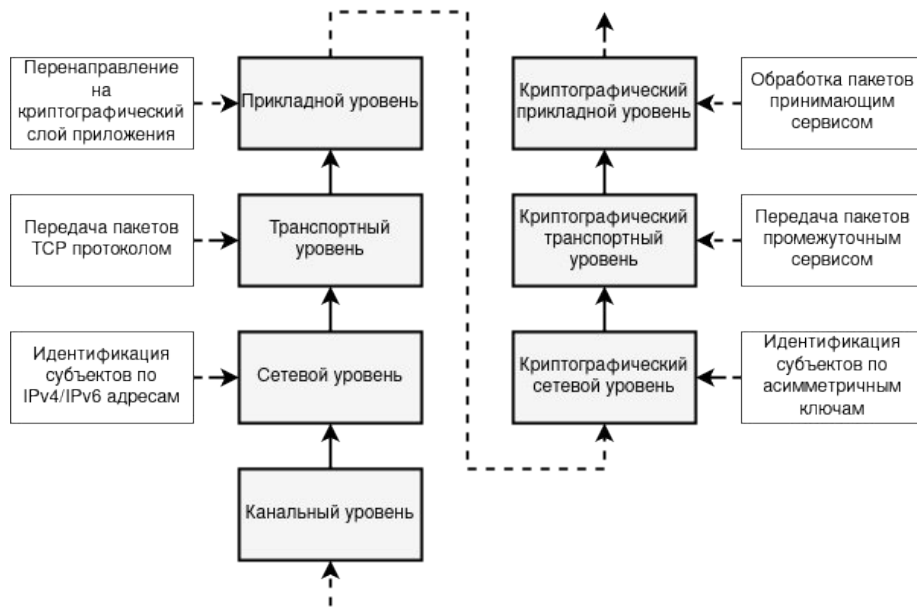 Перенаправление
на
криптографический
слой приложения
Прикладной уровень
Криптографический
прикладной уровень
Обработка пакетов
принимающим
сервисом
Передача пакетов
TCP протоколом
Транспортный
уровень
Криптографический
транспортный
уровень
Передача пакетов
промежуточным
сервисом
Идентификация
субъектов по
IPv4/IPv6 адресам
Сетевой уровень
Криптографический
сетевой уровень
Идентификация
субъектов по
асимметричным
ключам
Канальный уровень